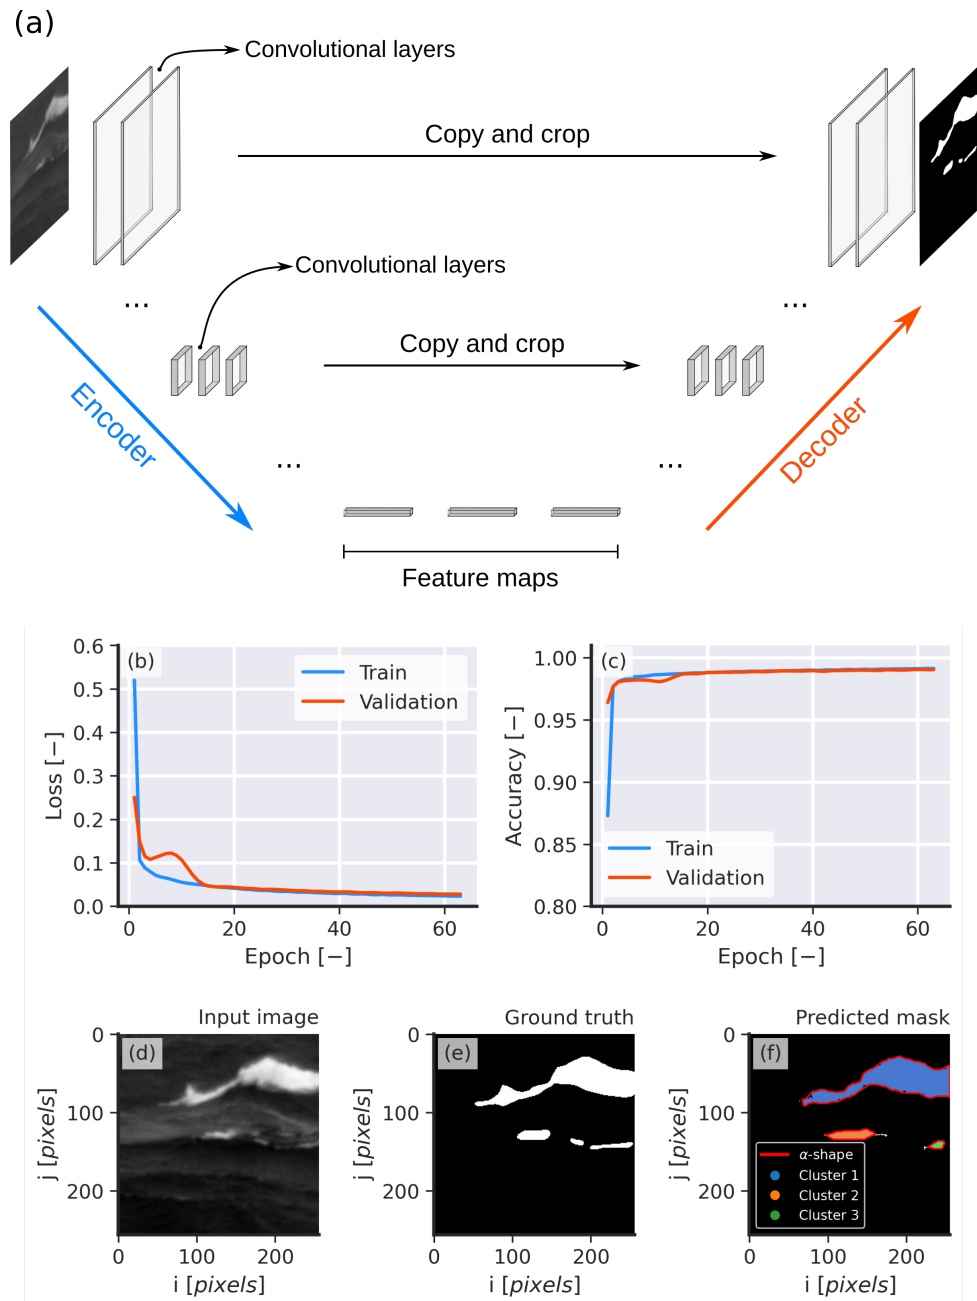 (a)
Convolutional layers
Copy and crop
Convolutional layers
...
...
Copy and crop
Encoder
Decoder
...
...
Feature maps
(b)
Train
Validation
0.6
0.5
0.4
0.3
0.2
0.1
0.0
Loss [−]
0
20
40
60
Epoch [−]
(c)
Train
Validation
1.00
0.95
0.90
0.85
0.80
Accuracy [−]
0
20
40
60
Epoch [−]
Input image
(d)
0
100
200
j [pixels]
0
100
200
i [pixels]
Ground truth
(e)
0
100
200
j [pixels]
0
100
200
i [pixels]
Predicted mask
(f)
α-shape
Cluster 1
Cluster 2
Cluster 3
0
100
200
j [pixels]
0
100
200
i [pixels]